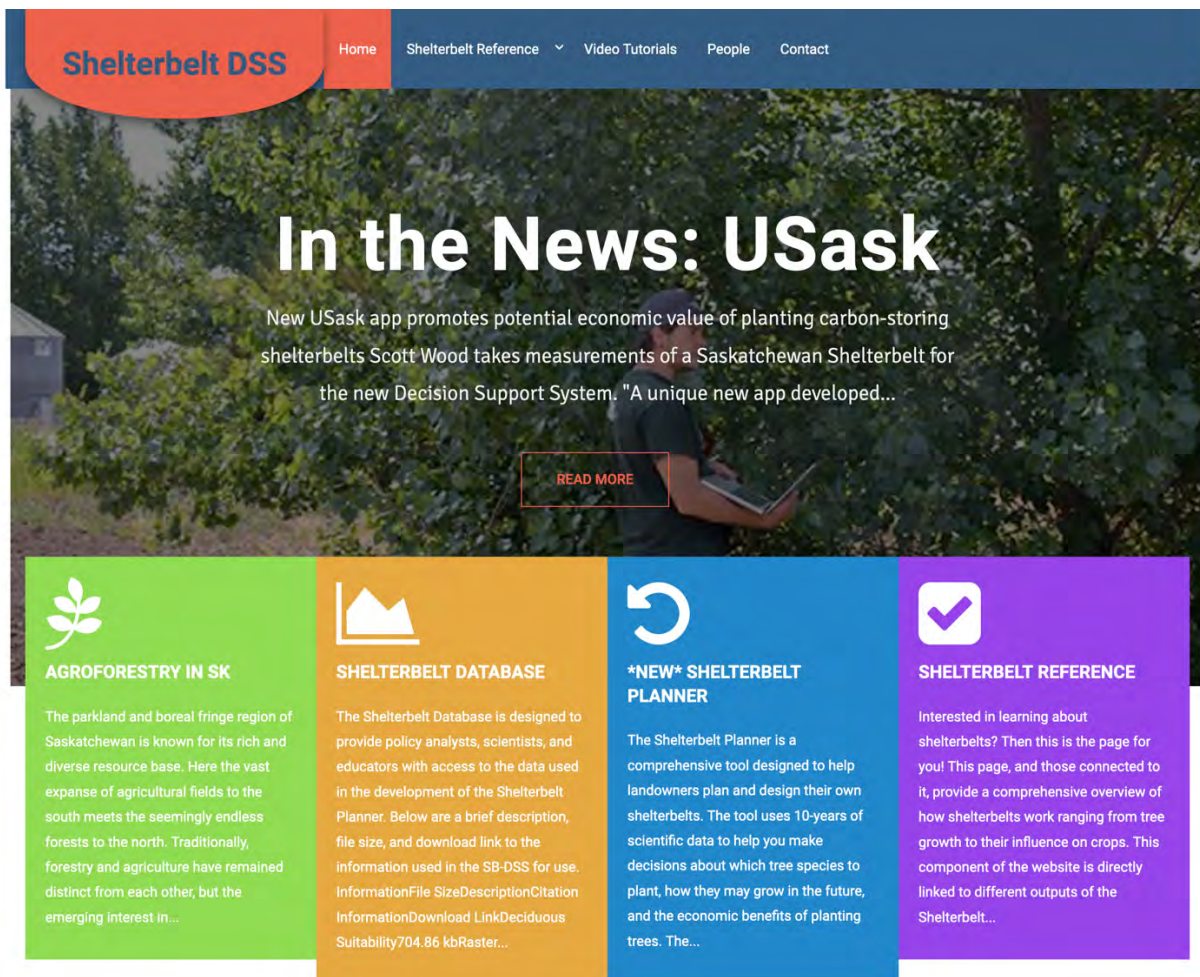 Shelterbelt DSS
Home
Shelterbelt Reference
Video Tutorials
People
Contact
In the News: USask
New USask app promotes potential economic value of planting carbon-storing
shelterbelts Scott Wood takes measurements of a Saskatchewan Shelterbelt for
the new Decision Support System. "A unique new app developed...
READ MORE
AGROFORESTRY IN SK
The parkland and boreal fringe region of
Saskatchewan is known for its rich and
diverse resource base. Here the vast
expanse of agricultural fields to the
south meets the seemingly endless
forests to the north. Traditionally,
forestry and agriculture have remained
distinct from each other, but the
emerging interest in...
SHELTERBELT DATABASE
The Shelterbelt Database is designed to
provide policy analysts, scientists, and
educators with access to the data used
in the development of the Shelterbelt
Planner. Below are a brief description,
file size, and download link to the
information used in the SB-DSS for use.
InformationFile SizeDescriptionCitation
InformationDownload LinkDeciduous
Suitability704.86 kbRaster...
*NEW* SHELTERBELT
PLANNER
The Shelterbelt Planner is a
comprehensive tool designed to help
landowners plan and design their own
shelterbelts. The tool uses 10-years of
scientific data to help you make
decisions about which tree species to
plant, how they may grow in the future,
and the economic benefits of planting
trees. The...
SHELTERBELT REFERENCE
Interested in learning about
shelterbelts? Then this is the page for
you! This page, and those connected to
it, provide a comprehensive overview of
how shelterbelts work ranging from tree
growth to their influence on crops. This
component of the website is directly
linked to different outputs of the
Shelterbelt...